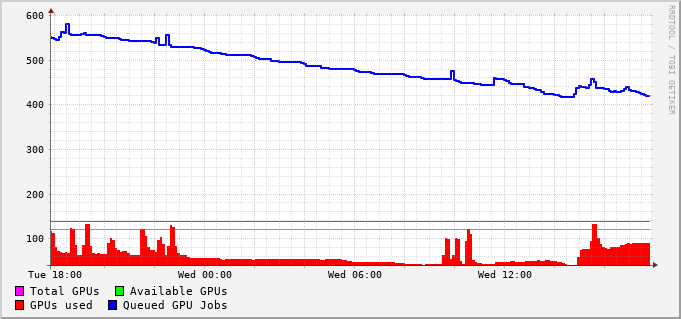 600
500
400
300
200
100
Tue 18:00 Wed 00:00 Wed 06:00 Wed 12:00
Total GPUs Available GPUs
GPUs used Queued GPU Jobs
RRDTOOL / TOBI OETIKER